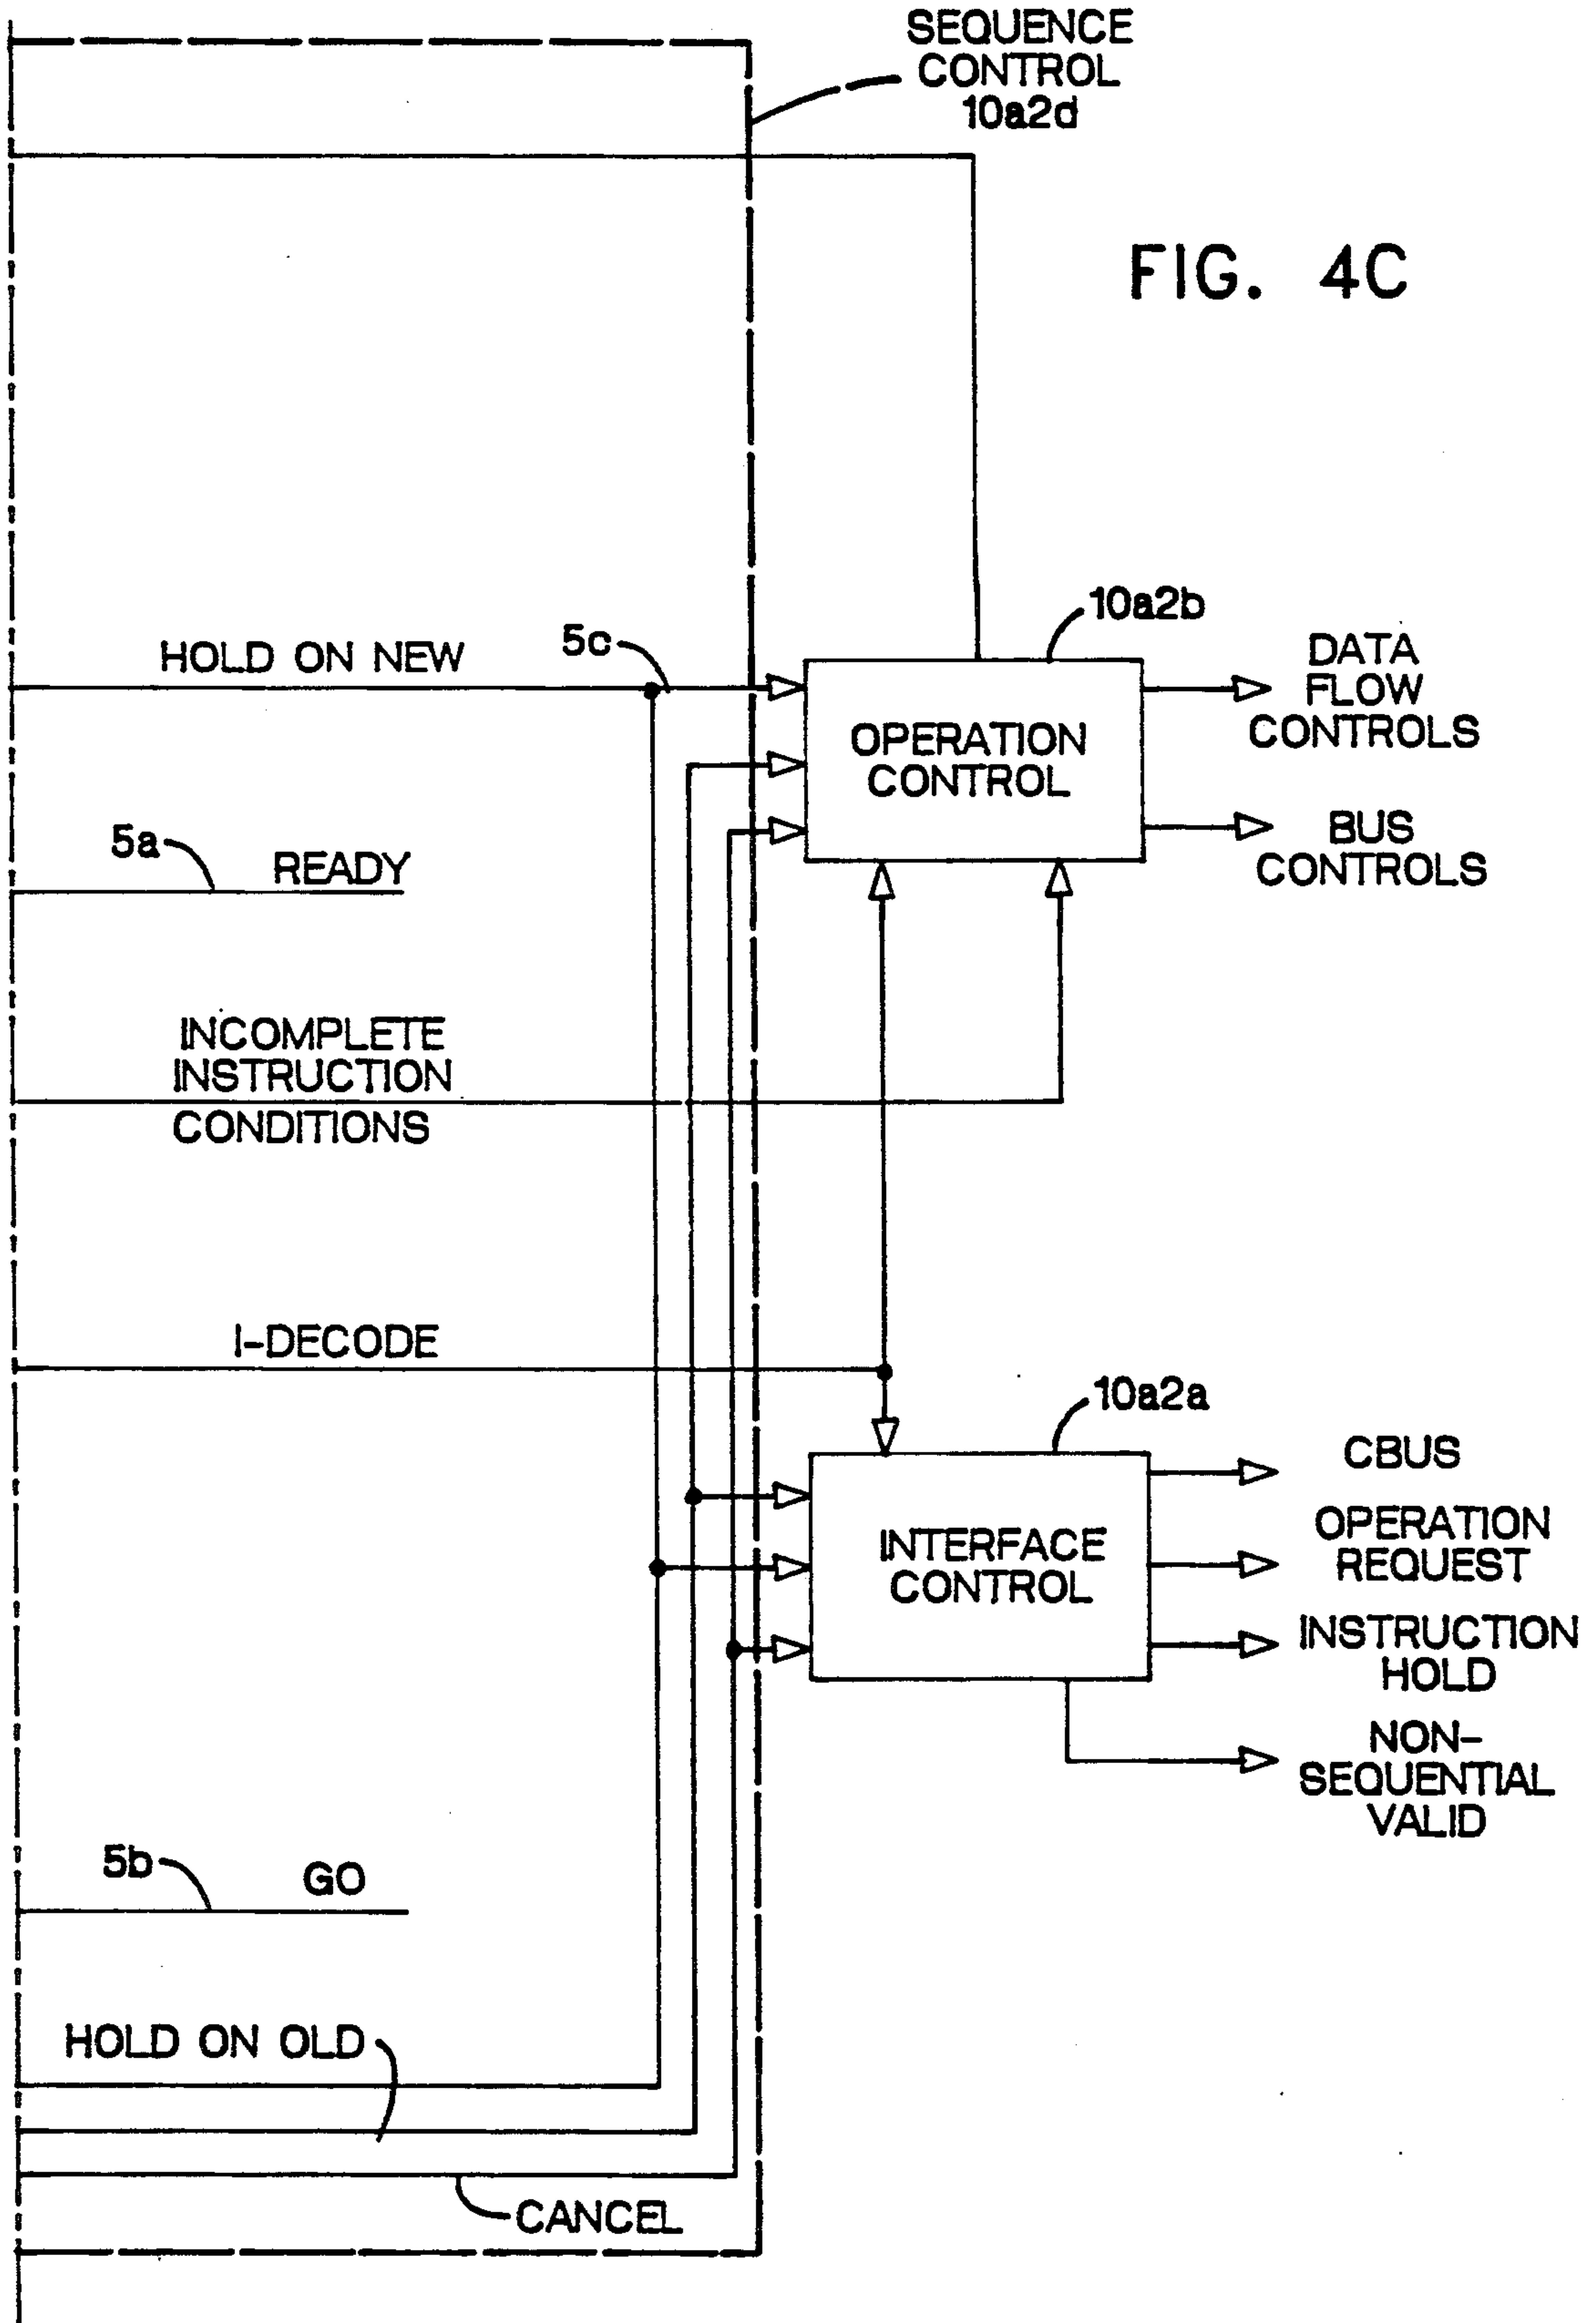 SEQUENCE
CONTROL
10a2d
FIG. 4C
10a2b
HOLD ON NEW
5c
DATA
FLOW
CONTROLS
OPERATION
CONTROL
BUS
CONTROLS
5a
READY
INCOMPLETE
INSTRUCTION
CONDITIONS
I-DECODE
10a2a
CBUS
OPERATION
REQUEST
INTERFACE
CONTROL
INSTRUCTION
HOLD
NON-
SEQUENTIAL
VALID
5b
GO
HOLD ON OLD
CANCEL